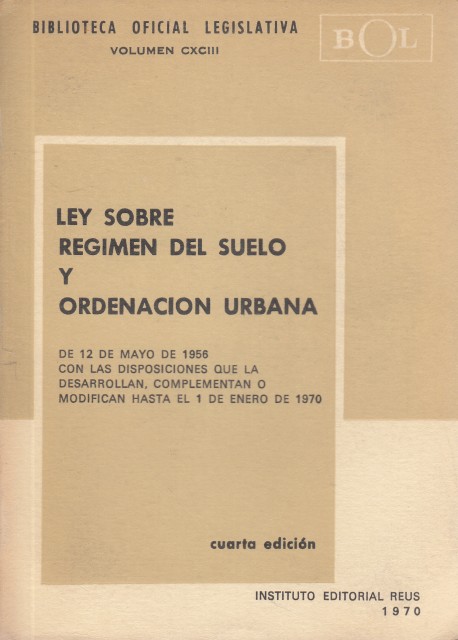 BIBLIOTECA OFICIAL LEGISLATIVA
VOLUMEN CXCIII
BOL
LEY SOBRE
REGIMEN DEL SUELO
Y
ORDENACION URBANA
DE 12 DE MAYO DE 1956
CON LAS DISPOSICIONES QUE LA
DESARROLLAN, COMPLEMENTAN O
MODIFICAN HASTA EL 1 DE ENERO DE 1970
cuarta edición
INSTITUTO EDITORIAL REUS
1970